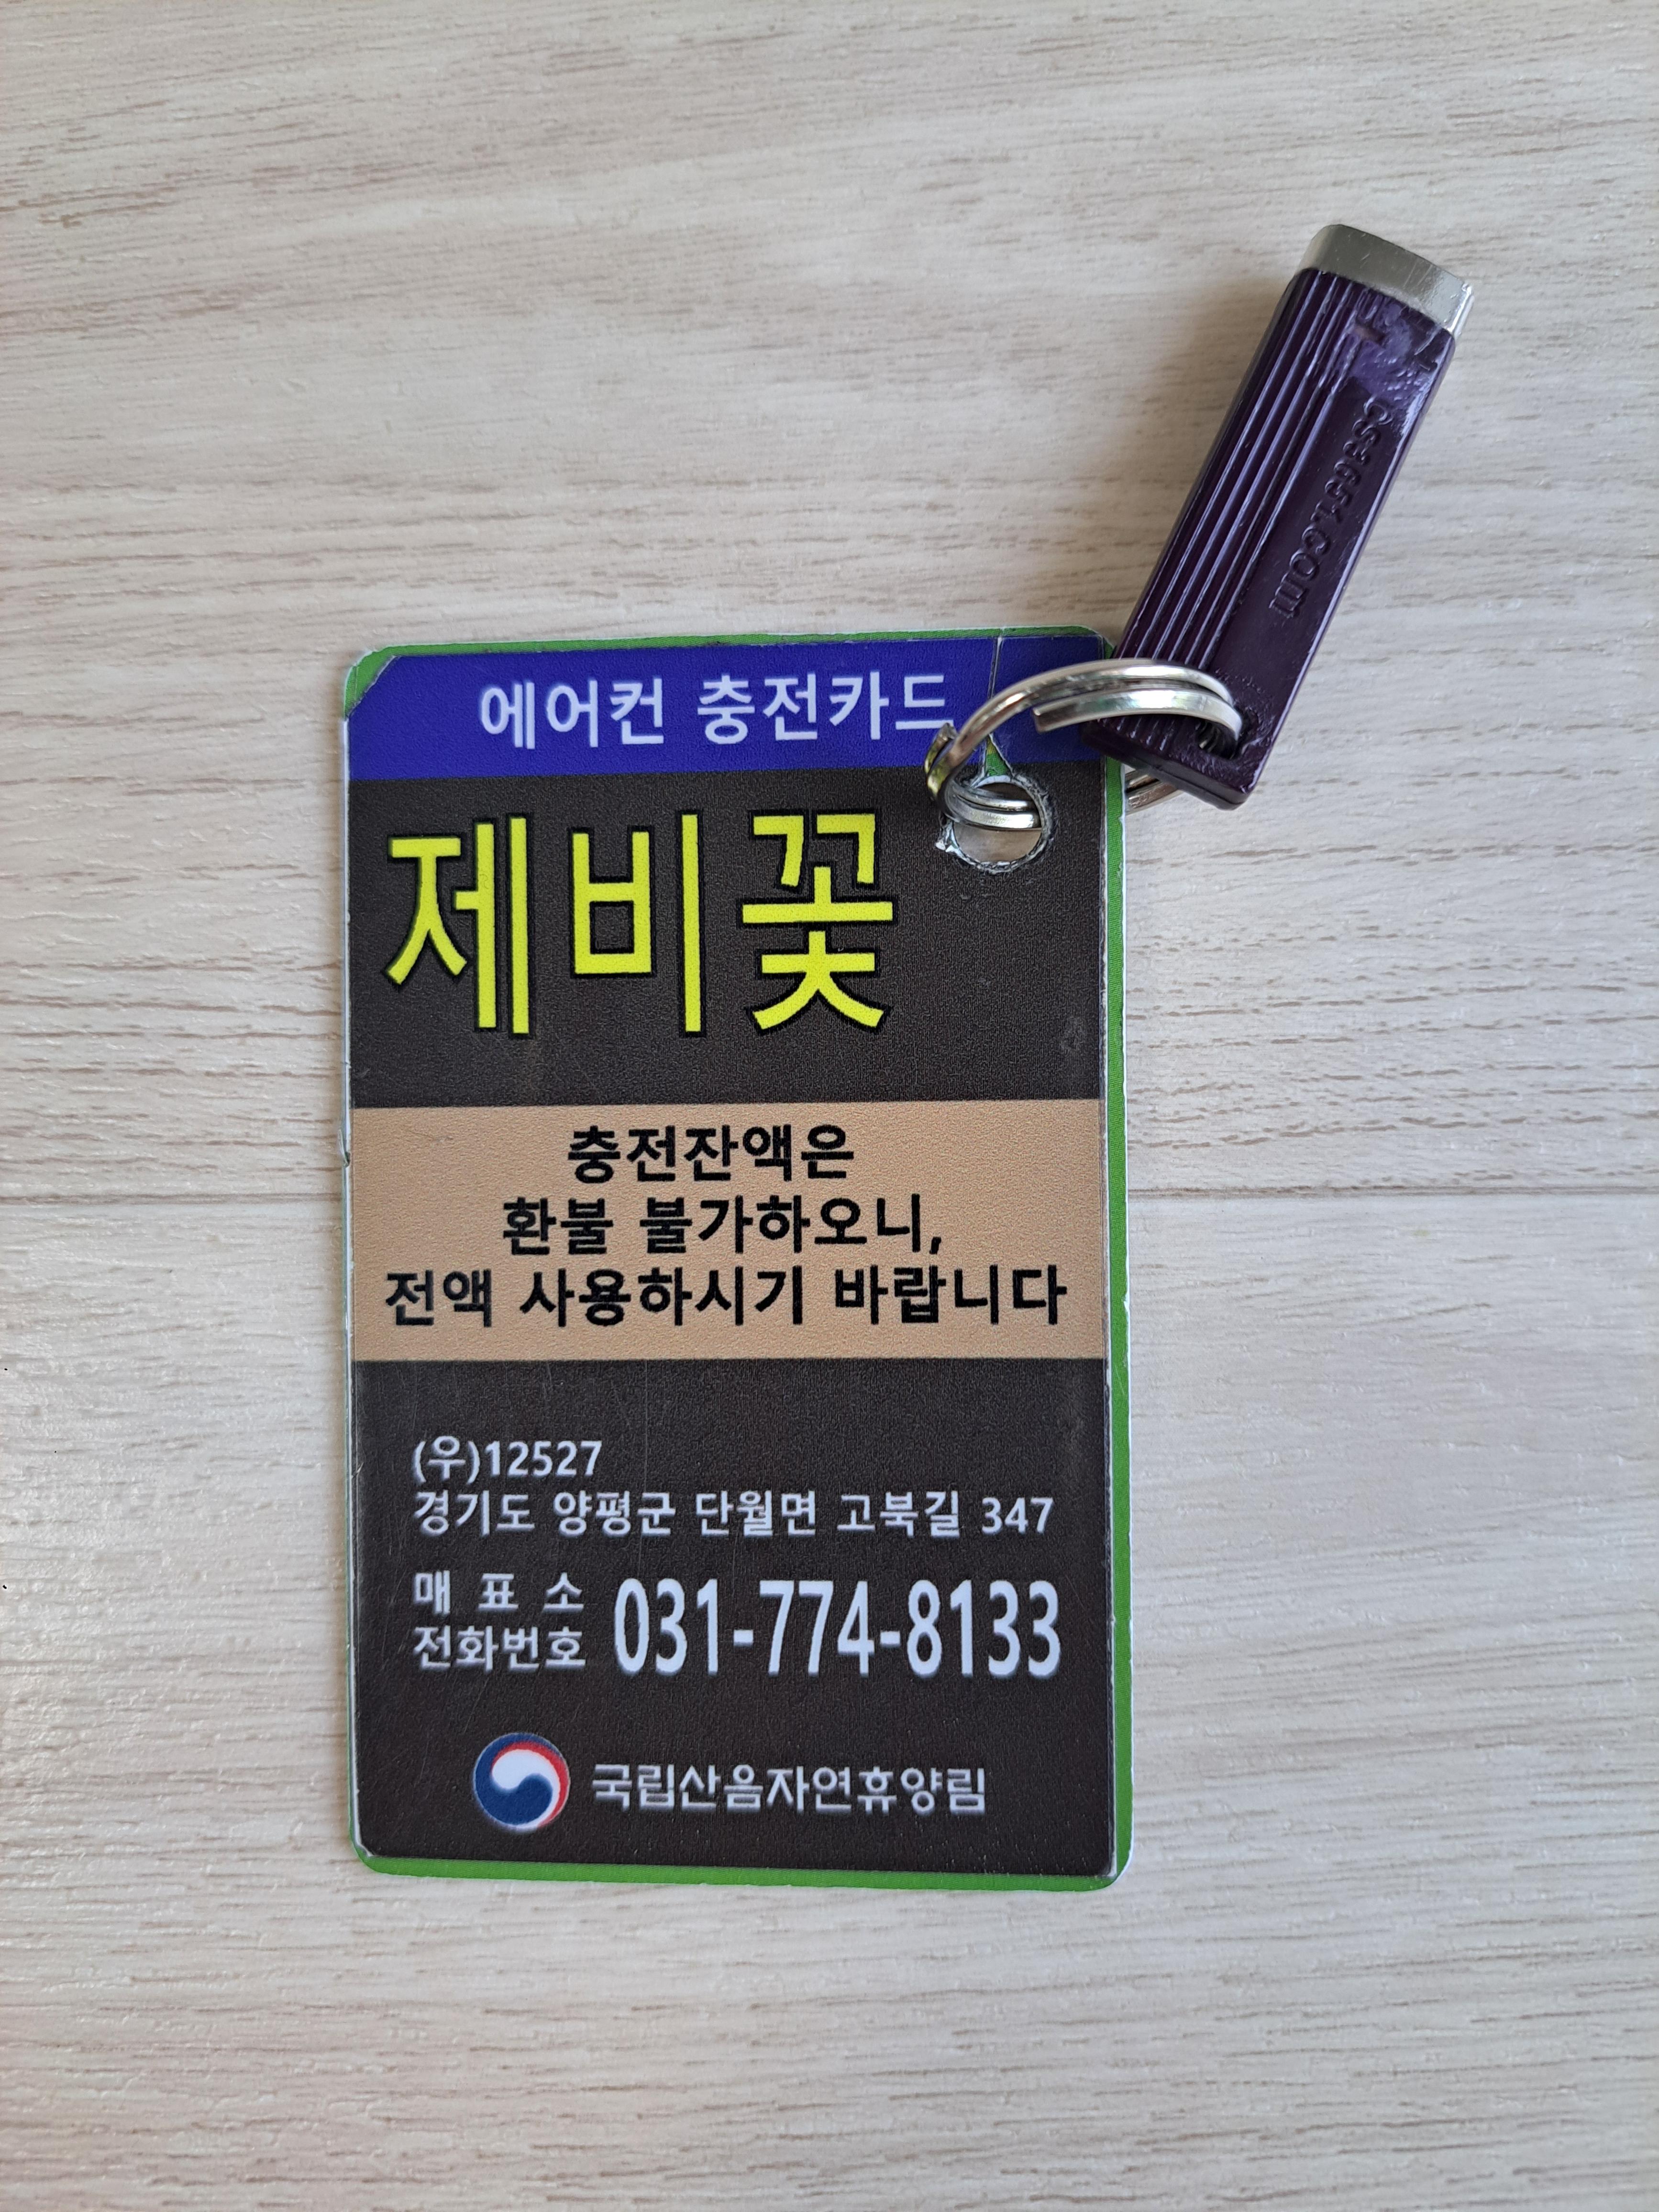 에어컨 충전카드
제비꽃
충전잔액은
환불 불가하오니,
전액 사용하시기 바랍니다
(우)12527
경기도 양평군 단월면 고북길 347
매 표 소
전화번호 031-774-8133
국립산음자연휴양림
cs3651.com